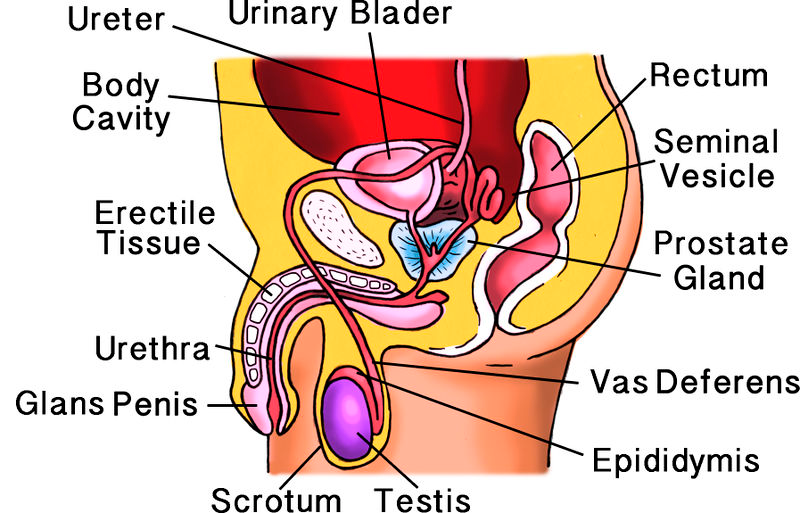 Ureter
Urinary Blader
Body
Cavity
Rectum
Seminal
Vesicle
Erectile
Tissue
Prostate
Gland
Urethra
Glans Penis
Vas Deferens
Epididymis
Scrotum
Testis